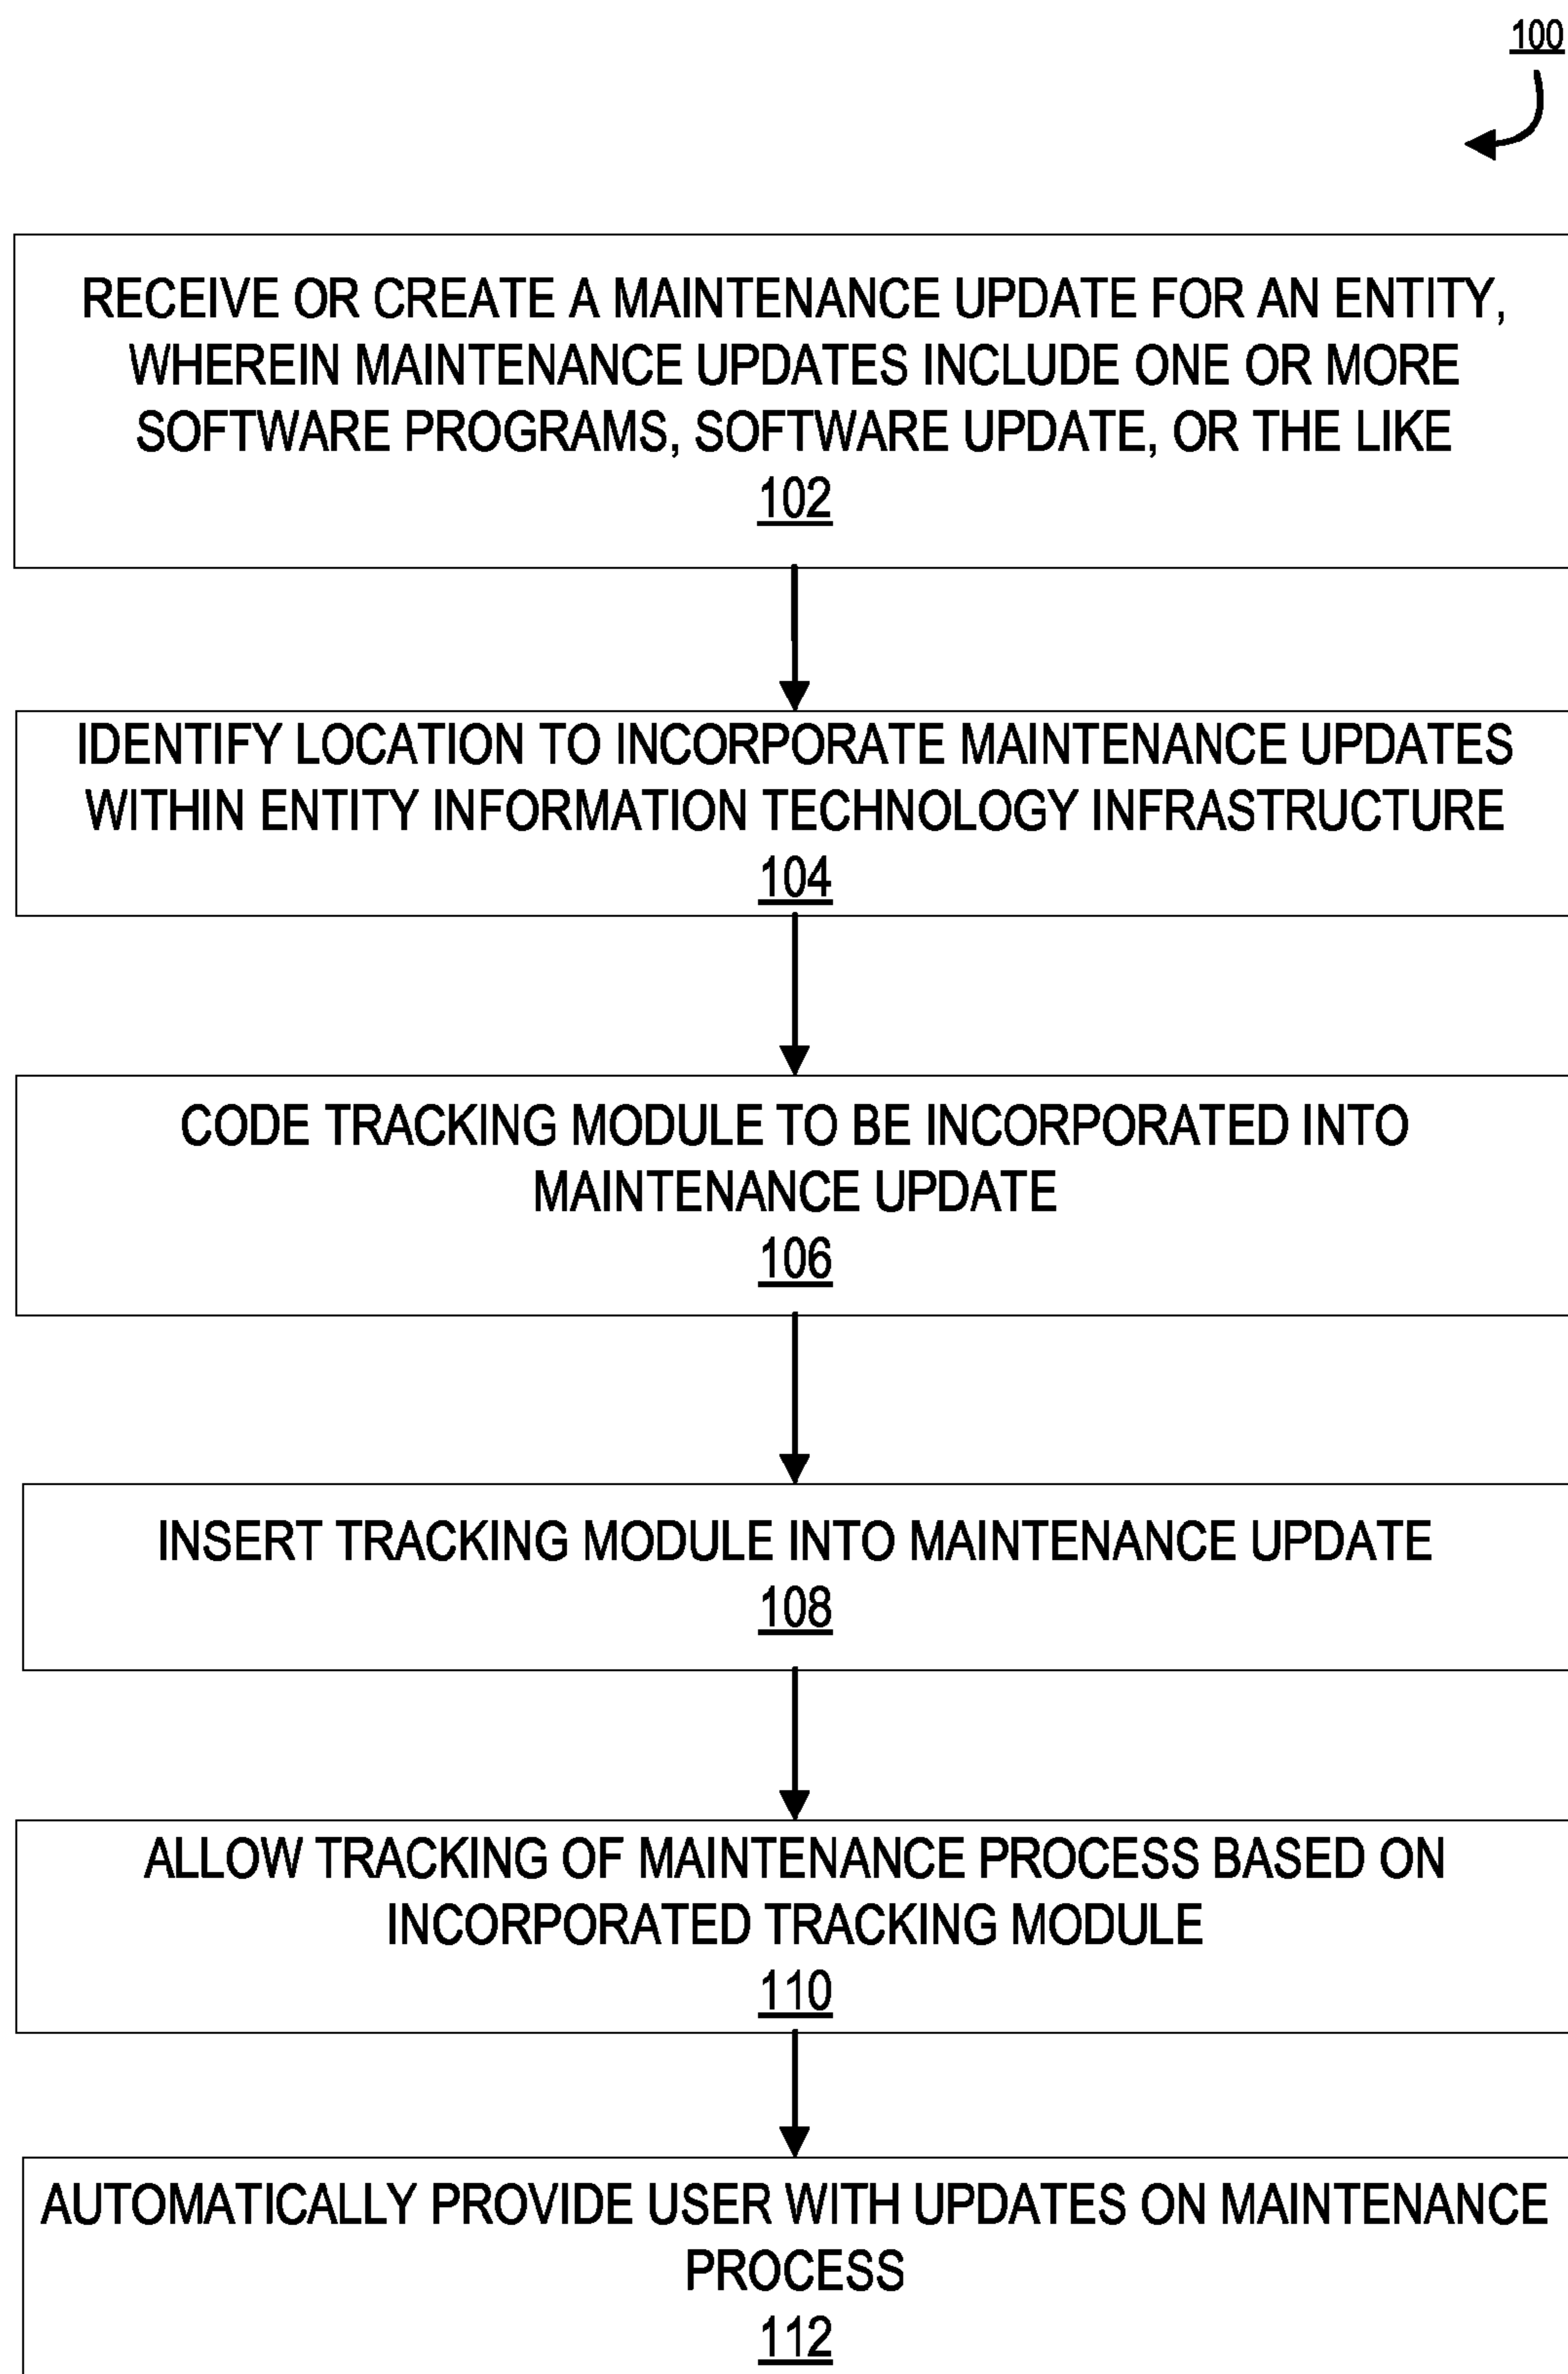 100
RECEIVE OR CREATE A MAINTENANCE UPDATE FOR AN ENTITY,
WHEREIN MAINTENANCE UPDATES INCLUDE ONE OR MORE
SOFTWARE PROGRAMS, SOFTWARE UPDATE, OR THE LIKE
102
IDENTIFY LOCATION TO INCORPORATE MAINTENANCE UPDATES
WITHIN ENTITY INFORMATION TECHNOLOGY INFRASTRUCTURE
104
CODE TRACKING MODULE TO BE INCORPORATED INTO
MAINTENANCE UPDATE
106
INSERT TRACKING MODULE INTO MAINTENANCE UPDATE
108
ALLOW TRACKING OF MAINTENANCE PROCESS BASED ON
INCORPORATED TRACKING MODULE
110
AUTOMATICALLY PROVIDE USER WITH UPDATES ON MAINTENANCE
PROCESS
112